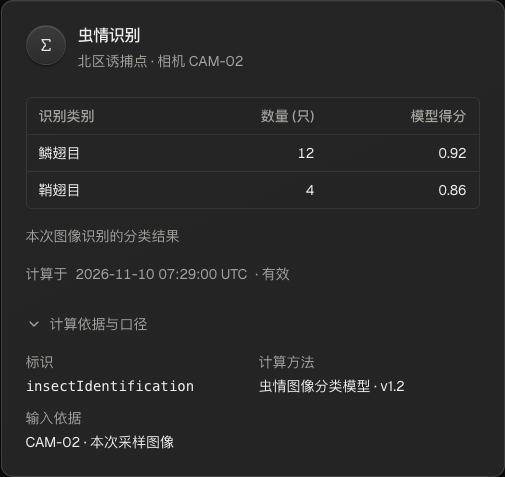 Σ
虫情识别
北区诱捕点 · 相机 CAM-02
识别类别 数量 (只) 模型得分
鳞翅目 12 0.92
鞘翅目 4 0.86
本次图像识别的分类结果
计算于 2026-11-10 07:29:00 UTC · 有效
计算依据与口径
标识 计算方法
insectIdentification 虫情图像分类模型 · v1.2
输入依据
CAM-02 · 本次采样图像